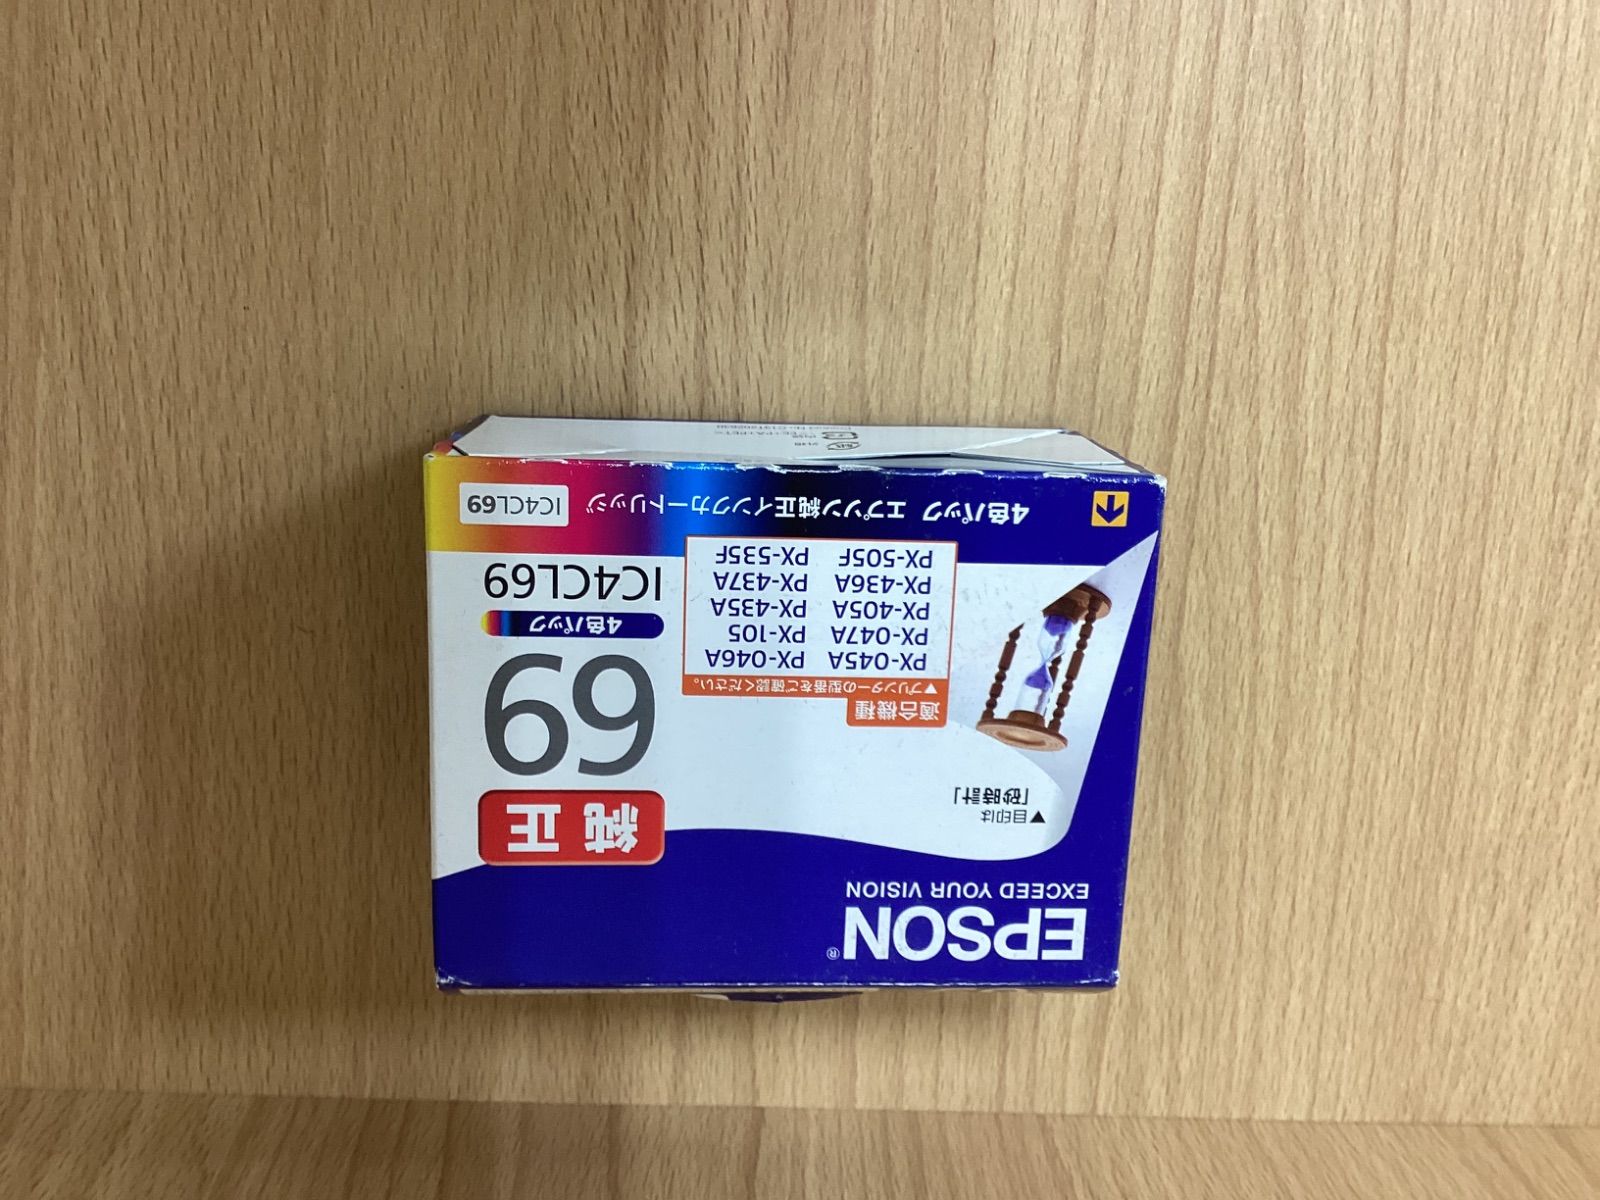 EPSON®
EXCEED YOUR VISION
▼目印は
「砂時計」
純正
69
4色パック
IC4CL69
適合機種
▼プリンターの型番をご確認ください。
PX-045A PX-046A
PX-047A PX-105
PX-405A PX-435A
PX-436A PX-437A
PX-505F PX-535F
4色パック エプソン純正インクカートリッジ
IC4CL69